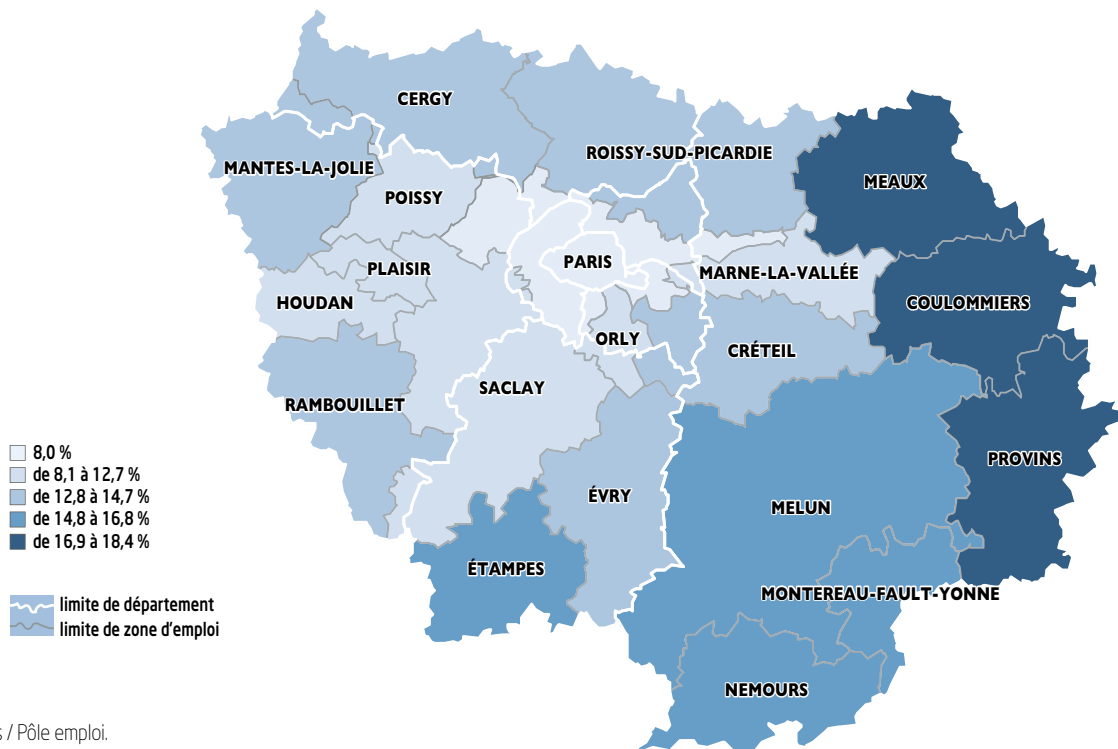 CERGY
ROISSY-SUD-PICARDIE
MANTES-LA-JOLIE
MEAUX
POISSY
PARIS
PLAISIR
MARNE-LA-VALLÉE
HOUDAN
COULOMMIERS
ORLY
CRÉTEIL
SACLAY
RAMBOUILLET
PROVINS
ÉVRY
MELUN
ÉTAMPES
MONTEREAU-FAULT-YONNE
NEMOURS
8,0 %
de 8,1 à 12,7 %
de 12,8 à 14,7 %
de 14,8 à 16,8 %
de 16,9 à 18,4 %
limite de département
limite de zone d'emploi
s / Pôle emploi.